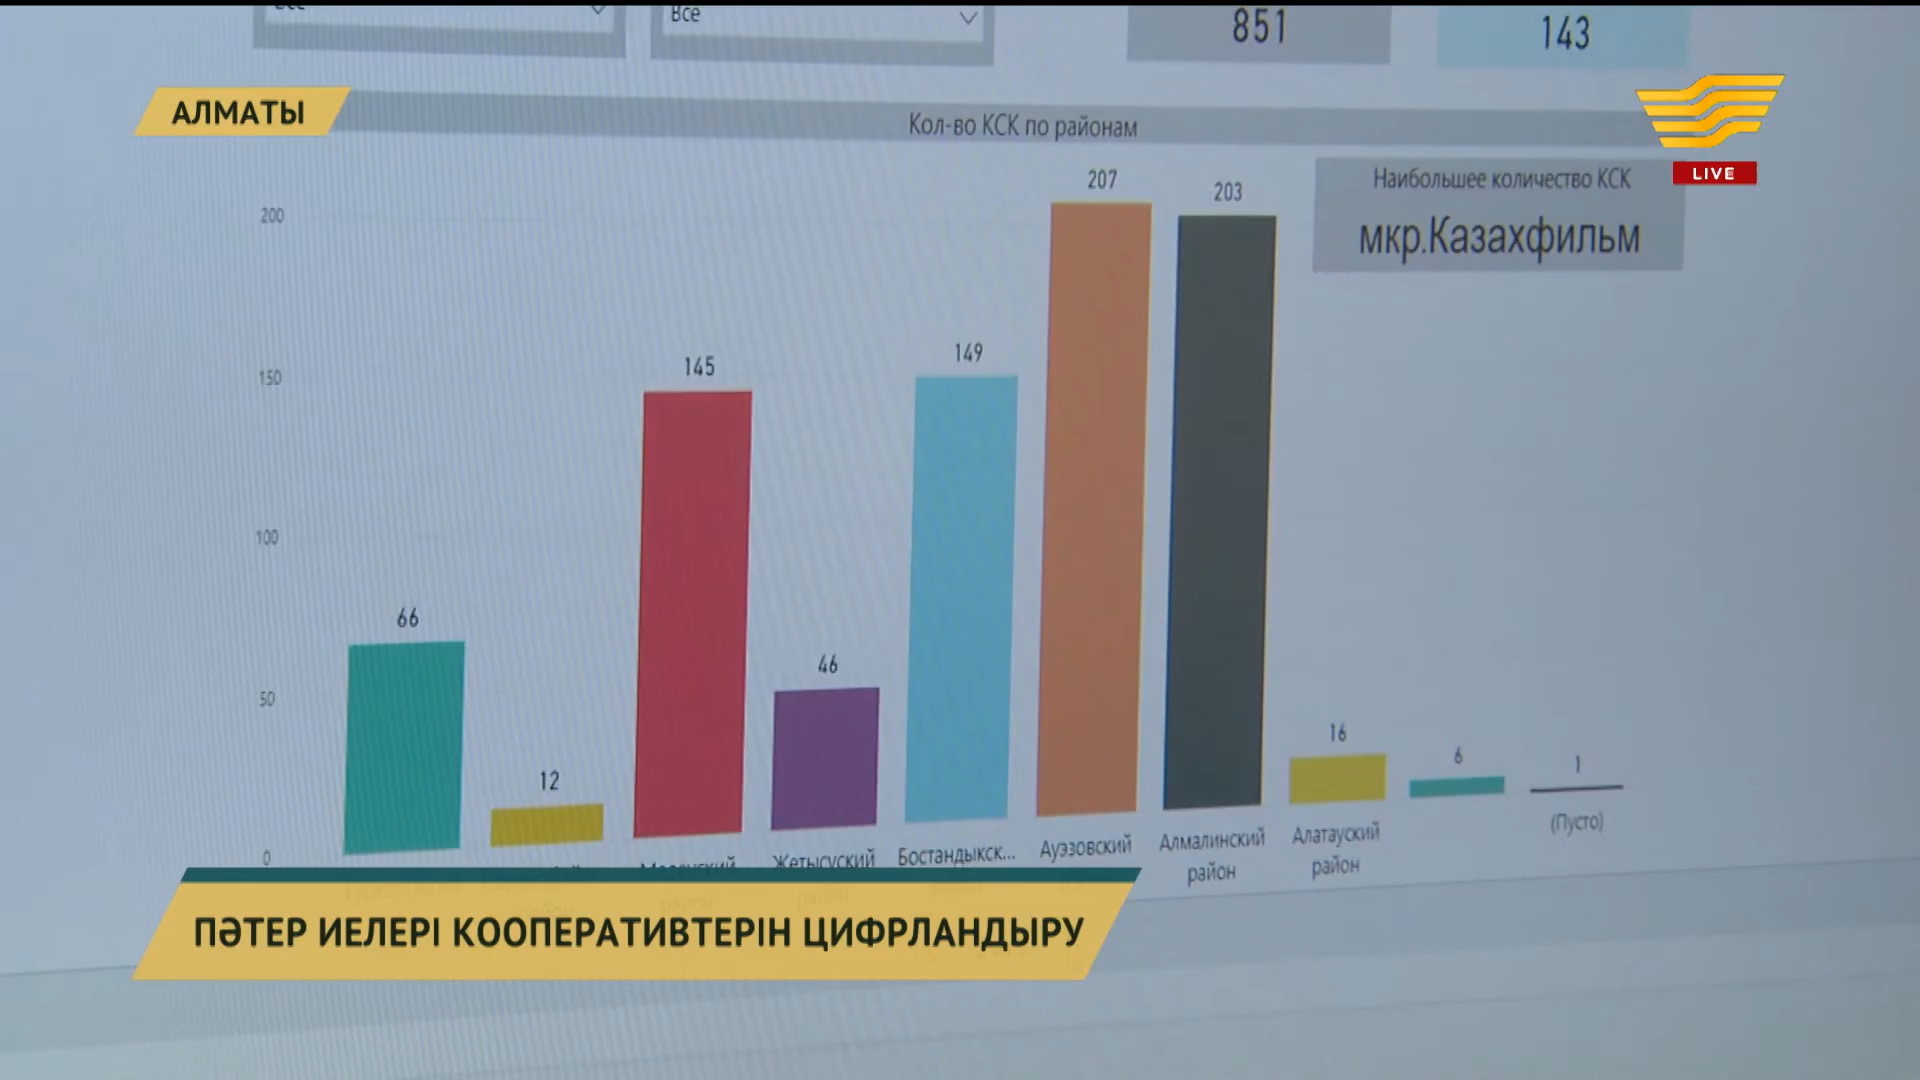 Все
851
143
АЛМАТЫ
Кол-во КСК по районам
LIVE
Наибольшее количество КСК
мкр.Казахфильм
207
203
200
149
150
145
100
66
50
46
16
12
6
1
0
Жетысуский
Бостандыкск...
Ауэзовский
Алмалинский
район
Алатауский
район
(Пусто)
ПӘТЕР ИЕЛЕРІ КООПЕРАТИВТЕРІН ЦИФРЛАНДЫРУ